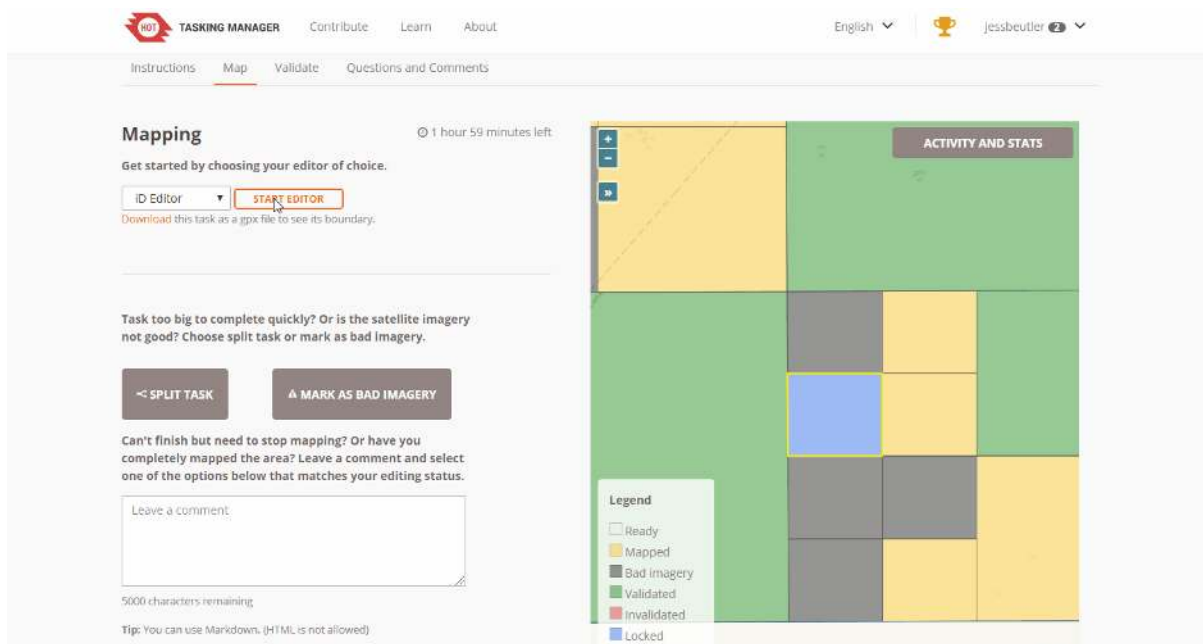 HOT TASKING MANAGER Contribute Learn About English jessbeutler 2
Instructions Map Validate Questions and Comments
Mapping
1 hour 59 minutes left
Get started by choosing your editor of choice.
iD Editor START EDITOR
Download this task as a gpx file to see its boundary.
Task too big to complete quickly? Or is the satellite imagery
not good? Choose split task or mark as bad imagery.
SPLIT TASK MARK AS BAD IMAGERY
Can't finish but need to stop mapping? Or have you
completely mapped the area? Leave a comment and select
one of the options below that matches your editing status.
Leave a comment
5000 characters remaining
Tip: You can use Markdown. (HTML is not allowed)
+
−
»
ACTIVITY AND STATS
Legend
Ready
Mapped
Bad imagery
Validated
Invalidated
Locked